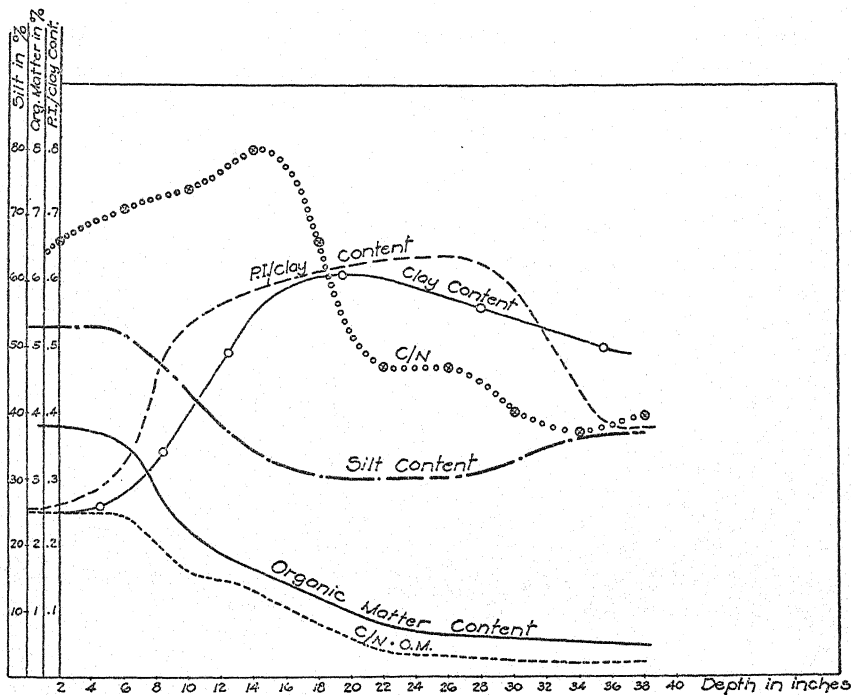 Silt in %
Org. Matter in %
P.I./Clay Cont.
80 8 .8
70 7 .7
60 6 .6
50 5 .5
40 4 .4
30 3 .3
20 2 .2
10 1 .1
P.I/Clay Content
Clay Content
C/N
Silt Content
Organic Matter Content
C/N · O.M.
2 4 6 8 10 12 14 16 18 20 22 24 26 28 30 32 34 36 38 40 Depth in inches